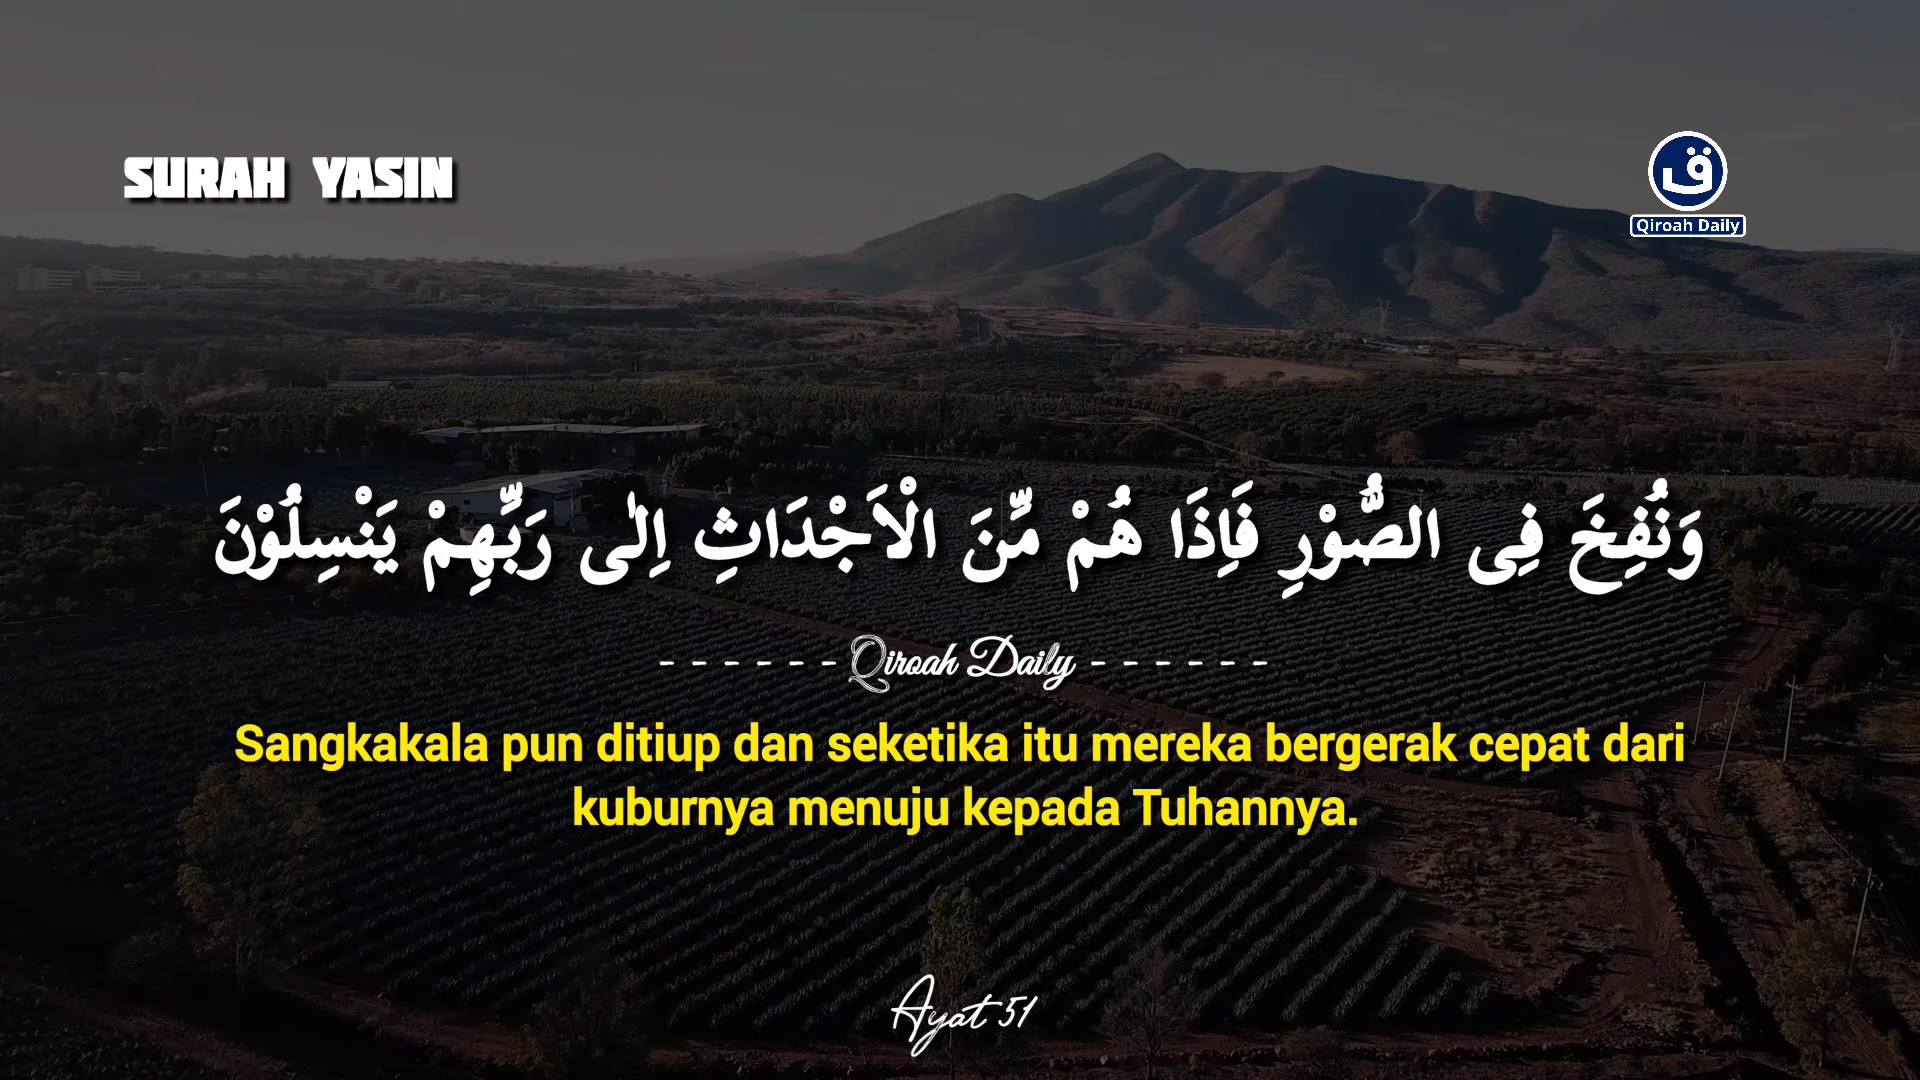 SURAH YASIN
ق
Qiroah Daily
وَنُفِخَ فِى الصُّوْرِ فَاِذَا هُمْ مِّنَ الْاَجْدَاثِ اِلٰى رَبِّهِمْ يَنْسِلُوْنَ
------ Qiroah Daily ------
Sangkakala pun ditiup dan seketika itu mereka bergerak cepat dari
kuburnya menuju kepada Tuhannya.
Ayat 51